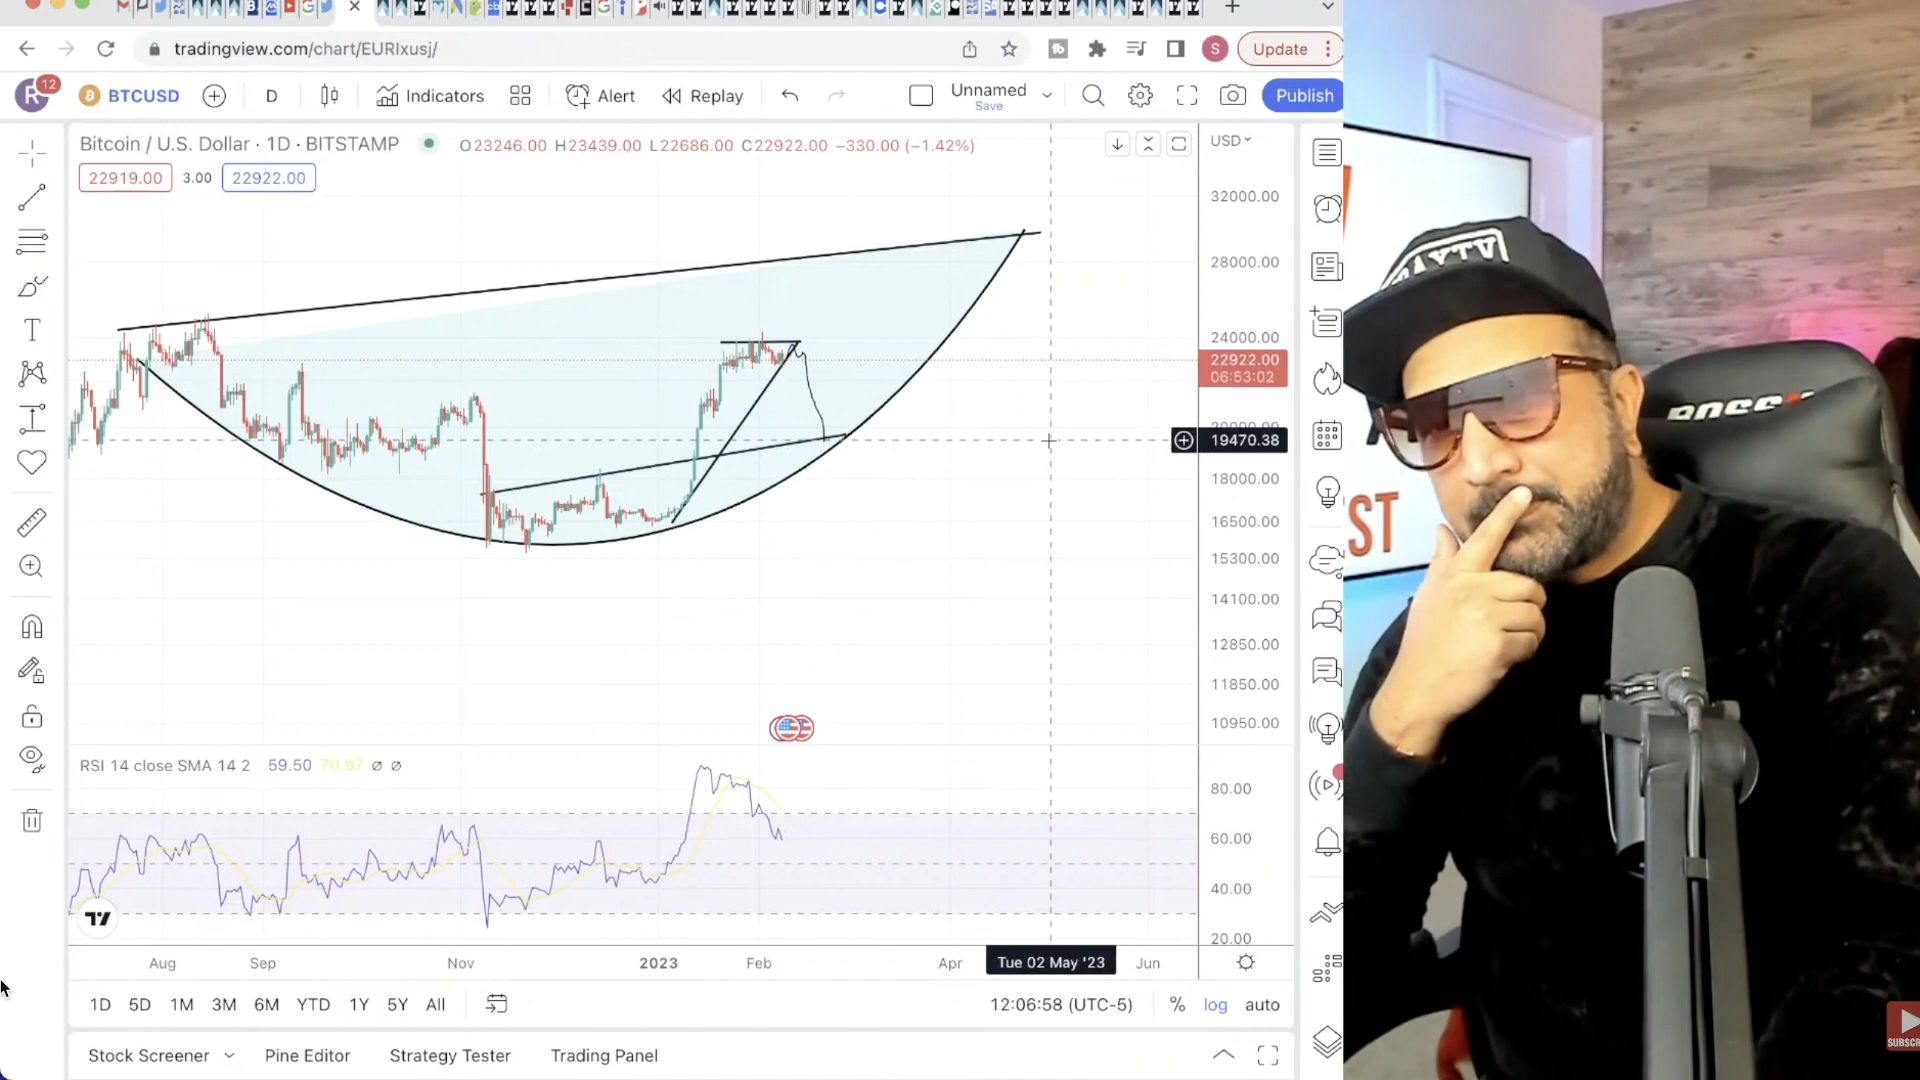 tradingview.com/chart/EURIxusj/
S
Update
R
12
BTCUSD
D
Indicators
Alert
Replay
Unnamed
Save
Publish
Bitcoin / U.S. Dollar · 1D · BITSTAMP
O23246.00 H23439.00 L22686.00 C22922.00 −330.00 (−1.42%)
USD
22919.00
3.00
22922.00
32000.00
28000.00
24000.00
22922.00
06:53:02
19470.38
18000.00
16500.00
15300.00
14100.00
12850.00
11850.00
10950.00
RSI 14 close SMA 14 2 59.50 70.97 ∅ ∅
80.00
60.00
40.00
20.00
Aug
Sep
Nov
2023
Feb
Apr
Tue 02 May '23
Jun
1D
5D
1M
3M
6M
YTD
1Y
5Y
All
12:06:58 (UTC-5)
%
log
auto
Stock Screener
Pine Editor
Strategy Tester
Trading Panel
EST